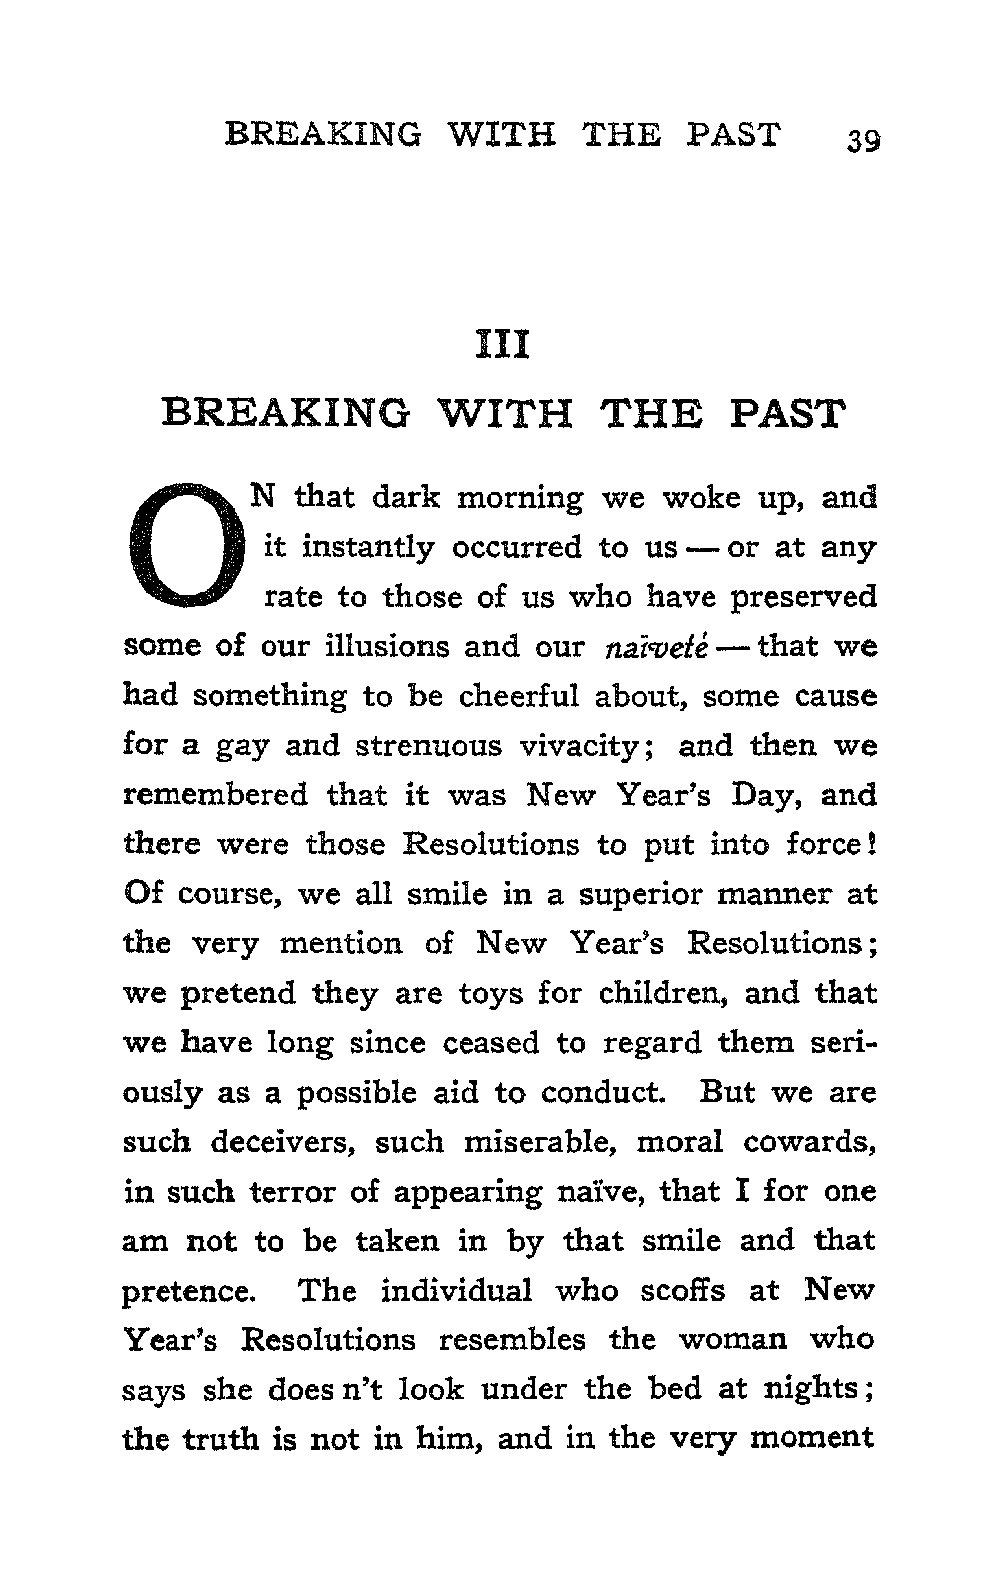 BREAKING WITH THE PAST 39
III
BREAKING WITH THE PAST
ON that dark morning we woke up, and
it instantly occurred to us — or at any
rate to those of us who have preserved
some of our illusions and our naïveté — that we
had something to be cheerful about, some cause
for a gay and strenuous vivacity; and then we
remembered that it was New Year's Day, and
there were those Resolutions to put into force!
Of course, we all smile in a superior manner at
the very mention of New Year's Resolutions;
we pretend they are toys for children, and that
we have long since ceased to regard them seri-
ously as a possible aid to conduct. But we are
such deceivers, such miserable, moral cowards,
in such terror of appearing naïve, that I for one
am not to be taken in by that smile and that
pretence. The individual who scoffs at New
Year's Resolutions resembles the woman who
says she does n't look under the bed at nights;
the truth is not in him, and in the very moment